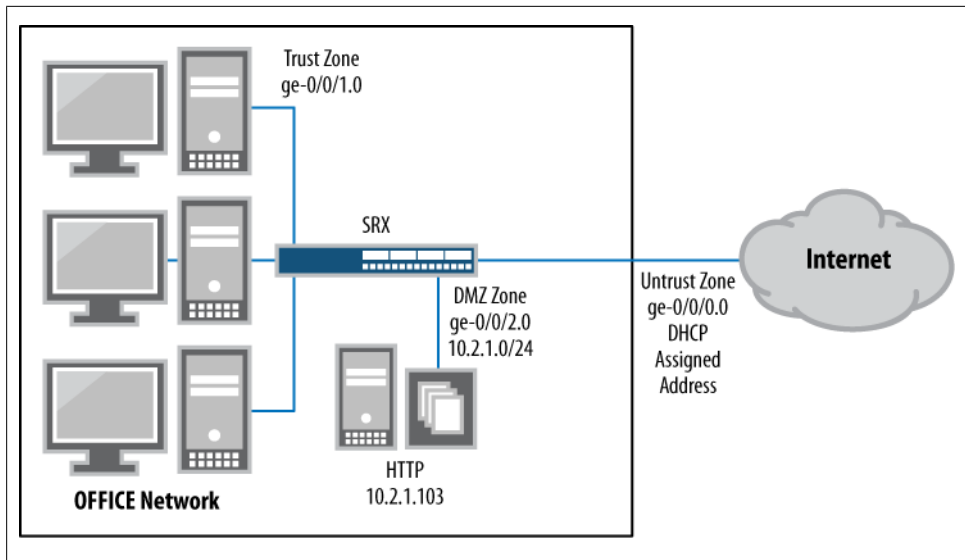 Trust Zone
ge-0/0/1.0
SRX
Internet
DMZ Zone
ge-0/0/2.0
10.2.1.0/24
Untrust Zone
ge-0/0/0.0
DHCP
Assigned
Address
HTTP
10.2.1.103
OFFICE Network